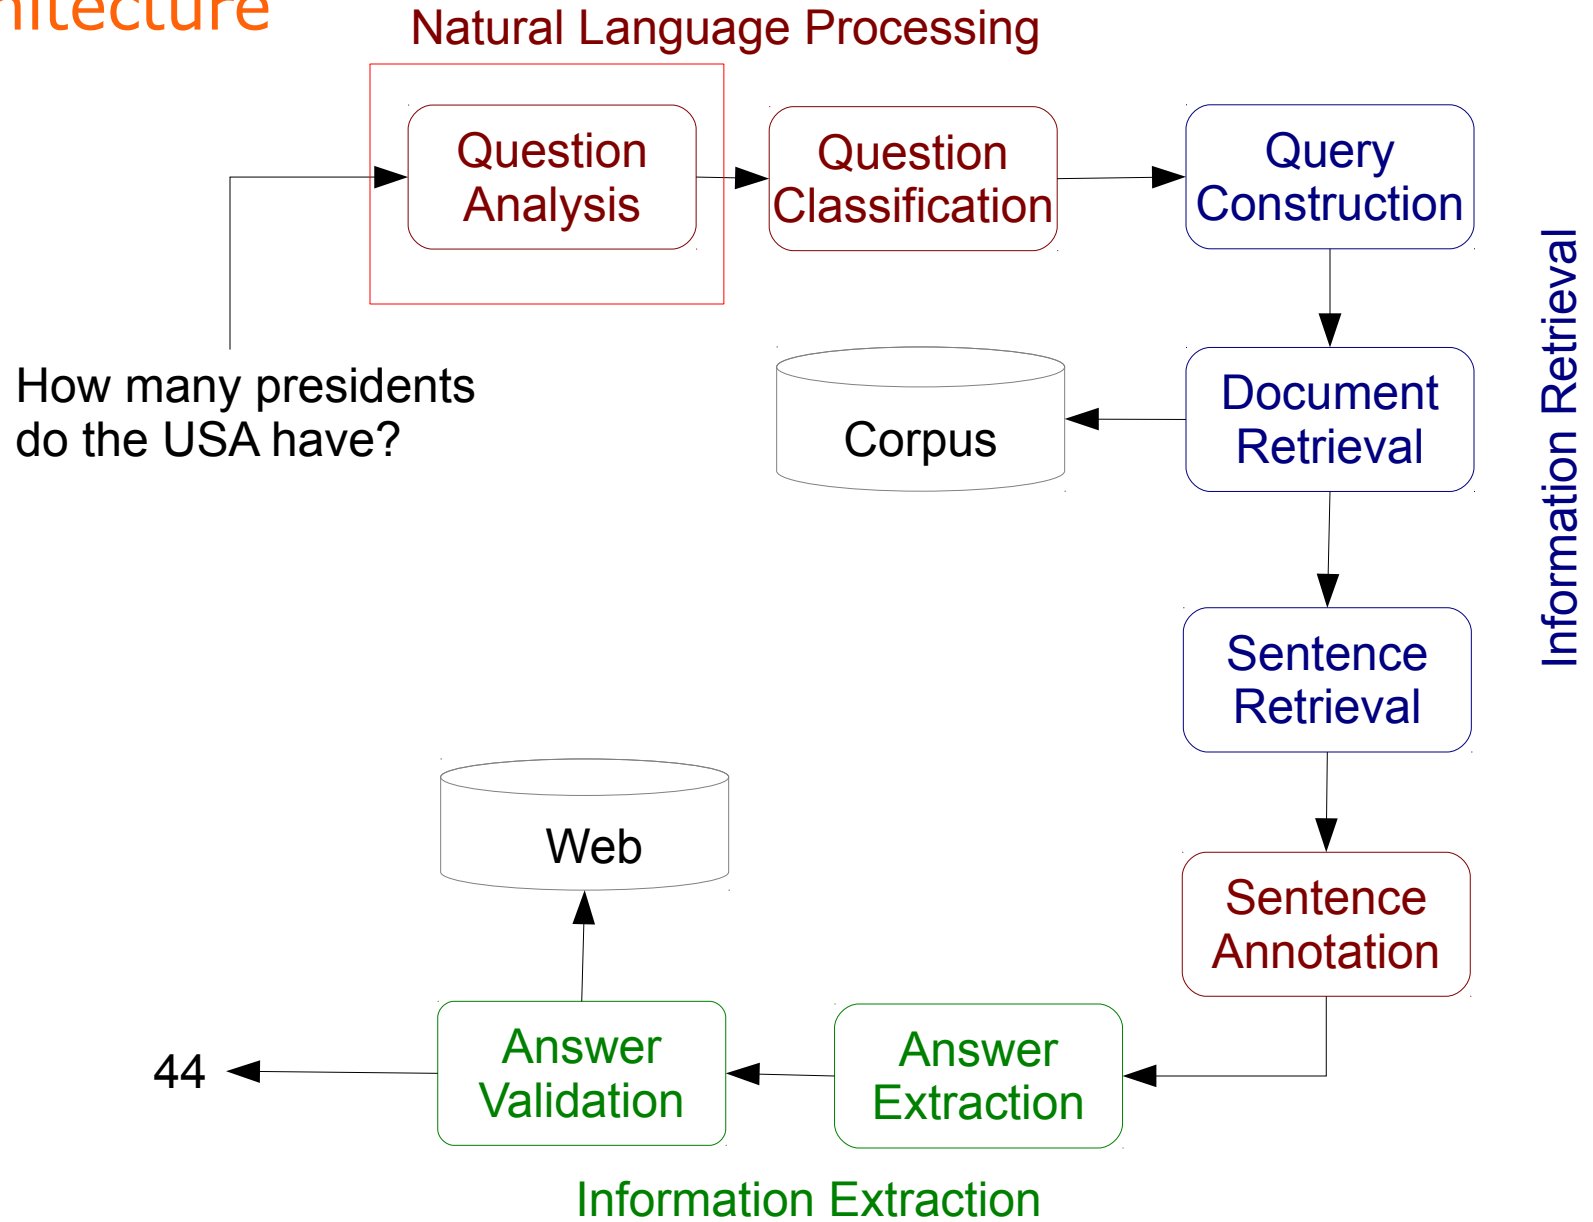 Natural Language Processing
Question
Analysis
Question
Classification
Query
Construction
How many presidents
do the USA have?
Corpus
Document
Retrieval
Information Retrieval
Sentence
Retrieval
Web
Sentence
Annotation
44
Answer
Validation
Answer
Extraction
Information Extraction